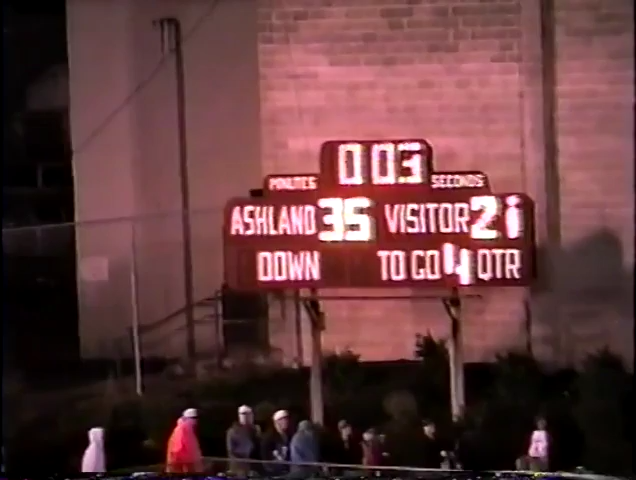 0 03
MINUTES SECONDS
ASHLAND 35 VISITOR 21
DOWN TO GO 4 QTR